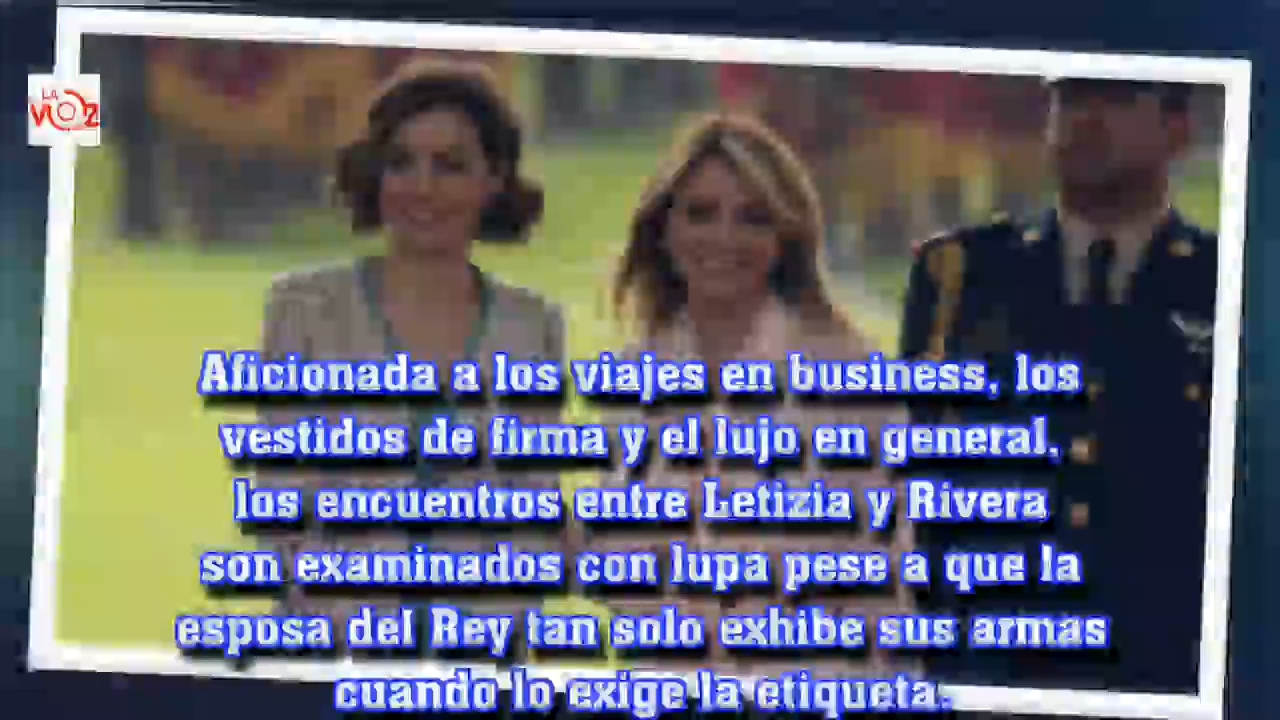 LA
VOZ
Aficionada a los viajes en business, los
vestidos de firma y el lujo en general,
los encuentros entre Letizia y Rivera
son examinados con lupa pese a que la
esposa del Rey tan solo exhibe sus armas
cuando lo exige la etiqueta.